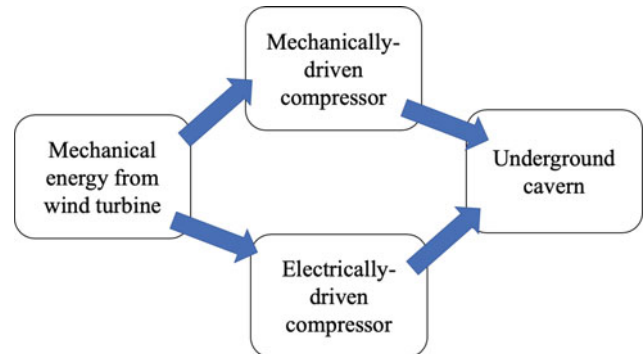 Mechanically-
driven
compressor
Mechanical
energy from
wind turbine
Underground
cavern
Electrically-
driven
compressor